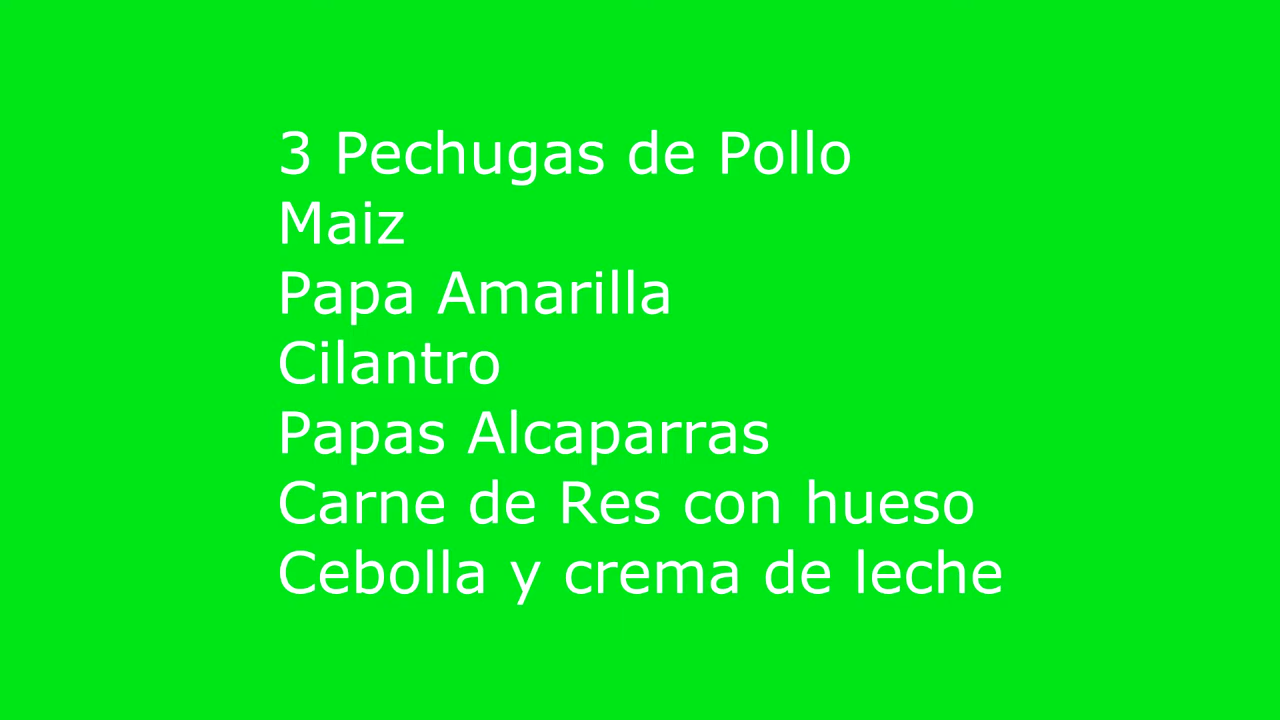 3 Pechugas de Pollo
Maiz
Papa Amarilla
Cilantro
Papas Alcaparras
Carne de Res con hueso
Cebolla y crema de leche